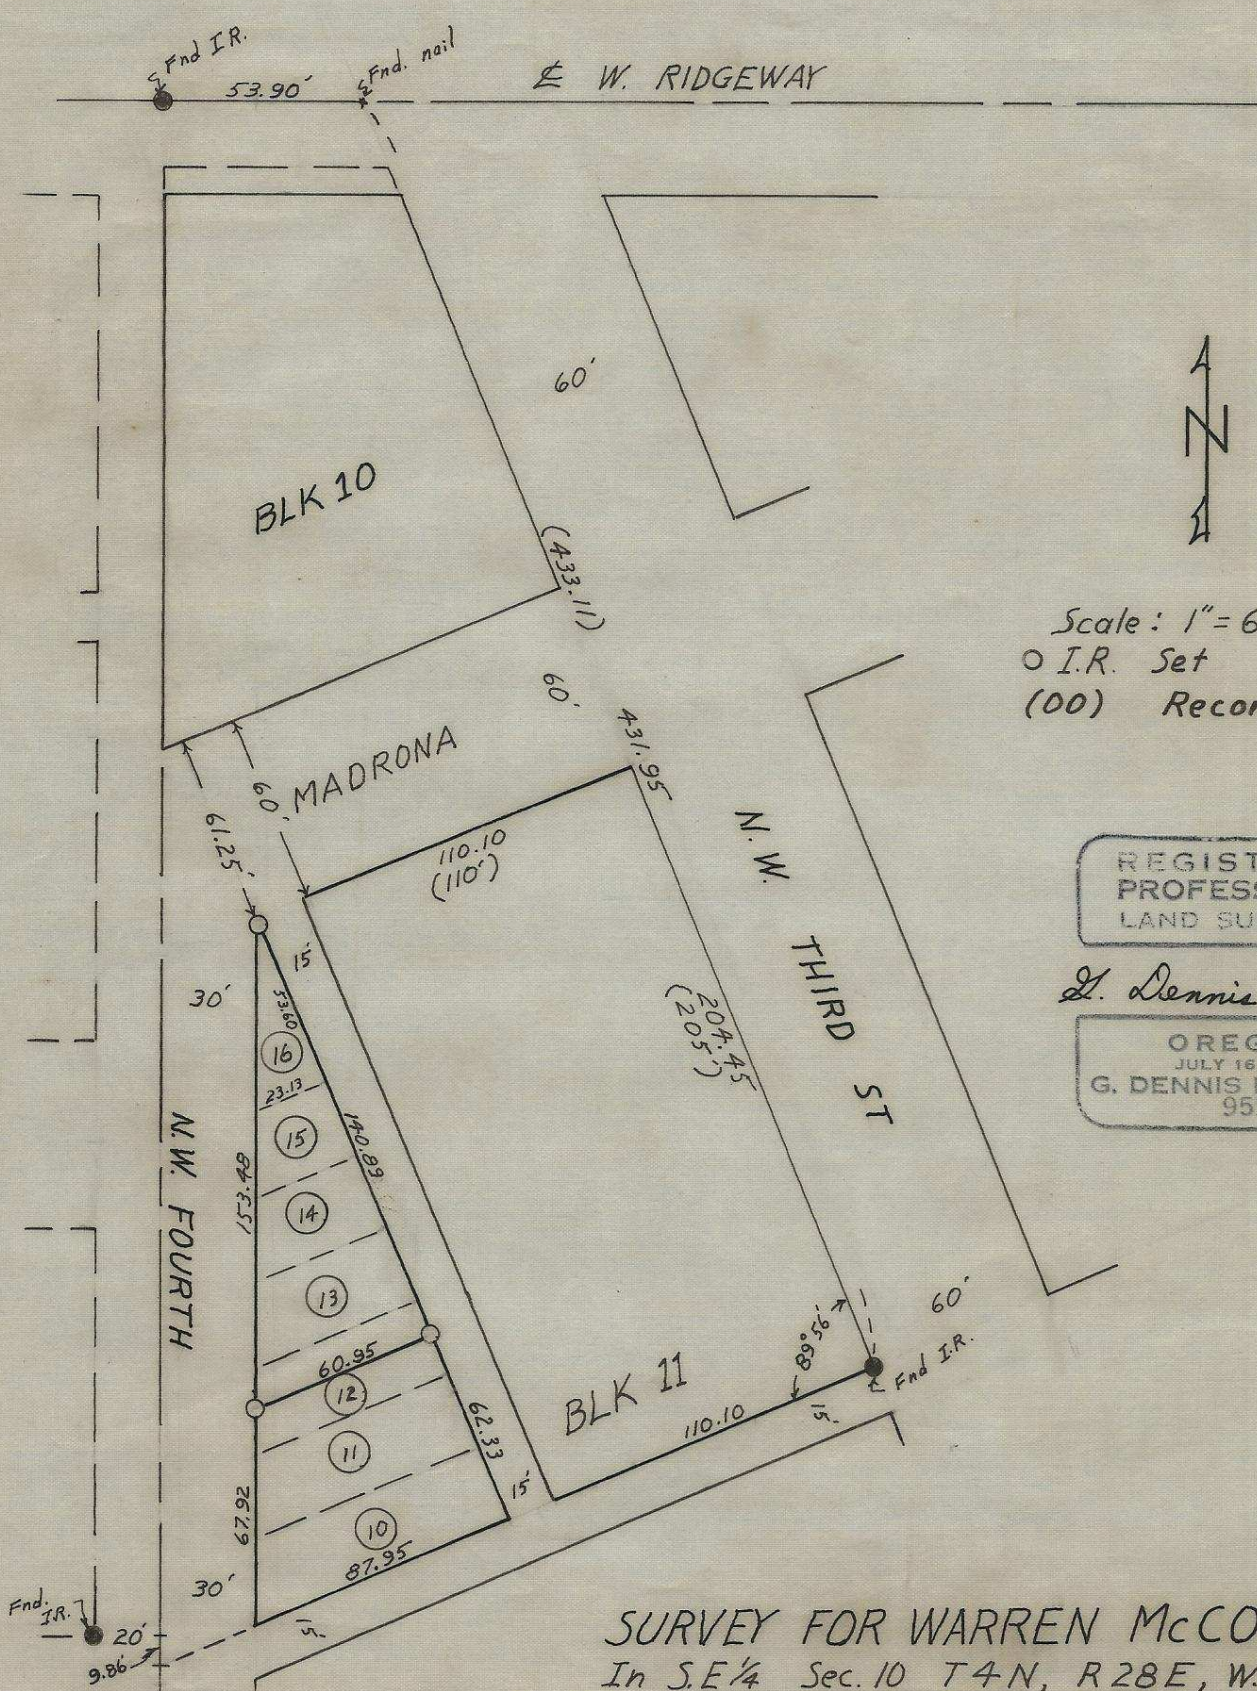 Fnd I.R.
53.90'
Fnd. nail
℄ W. RIDGEWAY
60'
BLK 10
(433.11)
60'
Scale: 1"=6
O I.R. Set
(00) Recor
431.95
MADRONA
60'
61.25'
110.10
(110')
N.W. THIRD ST
REGIST
PROFESS
LAND SU
15'
30'
53.60
204.45
(205')
G. Dennis
OREG
JULY 16
G. DENNIS
95
16
23.13
15
140.89
N.W. FOURTH
153.48
14
13
60'
89°56'
Fnd I.R.
60.95
12
BLK 11
110.10
15'
62.33
11
15'
67.92
10
87.95
30'
Fnd.
I.R.
20'
9.86'
15'
SURVEY FOR WARREN McCO
In S.E¼ Sec.10 T4N, R28E, W